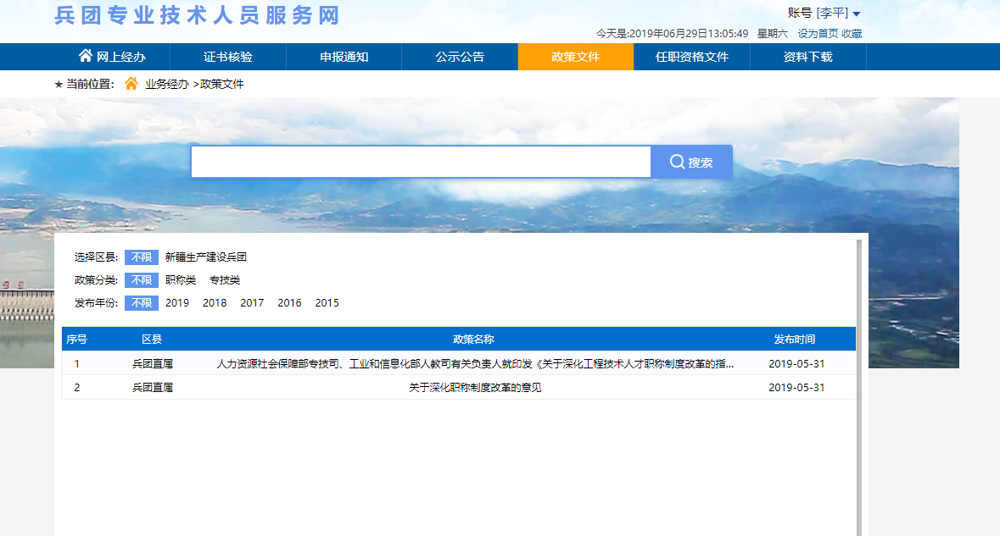 兵团专业技术人员服务网
账号 [李平]
今天是:2019年06月29日13:05:49 星期六 设为首页 收藏
网上经办 证书核验 申报通知 公示公告 政策文件 任职资格文件 资料下载
★ 当前位置: 业务经办 >政策文件
搜索
选择区县: 不限 新疆生产建设兵团
政策分类: 不限 职称类 专技类
发布年份: 不限 2019 2018 2017 2016 2015
序号 区县 政策名称 发布时间
1 兵团直属 人力资源社会保障部专技司、工业和信息化部人教司有关负责人就印发《关于深化工程技术人才职称制度改革的指... 2019-05-31
2 兵团直属 关于深化职称制度改革的意见 2019-05-31